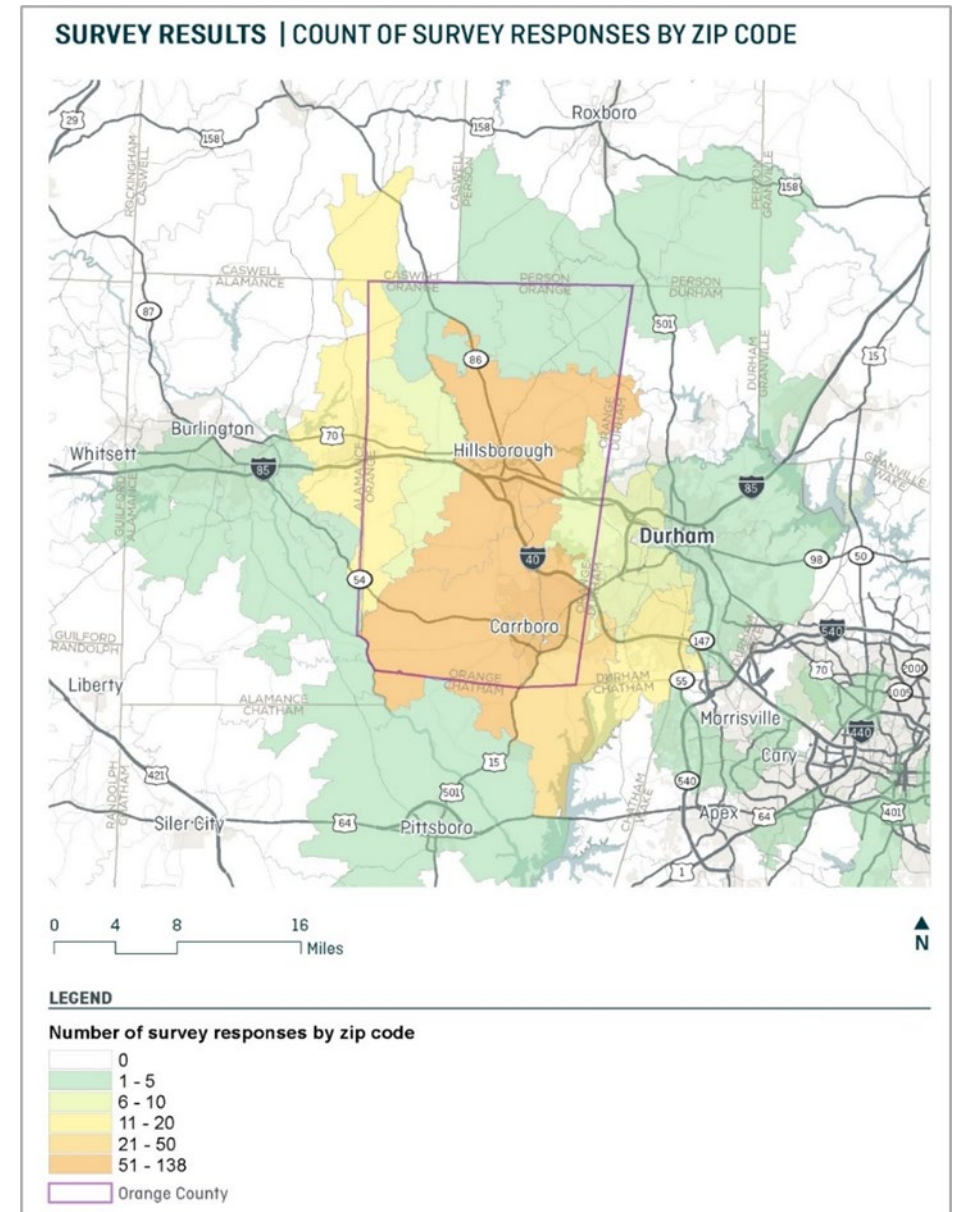 SURVEY RESULTS | COUNT OF SURVEY RESPONSES BY ZIP CODE
29
158
158
Roxboro
158
ROCKINGHAM
CASWELL
CASWELL
PERSON
PERSON
GRANVILLE
CASWELL
ALAMANCE
CASWELL
ORANGE
PERSON
ORANGE
PERSON
DURHAM
87
501
86
15
DURHAM
GRANVILLE
Burlington
70
Hillsborough
ORANGE
DURHAM
Whitsett
85
ALAMANCE
ORANGE
GRANVILLE
WAKE
85
GUILFORD
ALAMANCE
Durham
40
98
50
54
ORANGE
DURHAM
Carrboro
147
DURHAM
WAKE
540
GUILFORD
RANDOLPH
70
2000
Liberty
ORANGE
CHATHAM
DURHAM
CHATHAM
55
1005
ALAMANCE
CHATHAM
Morrisville
440
Cary
15
421
501
540
RANDOLPH
CHATHAM
CHATHAM
WAKE
Siler City
64
Pittsboro
Apex
64
401
1
0 4 8 16
Miles
N
LEGEND
Number of survey responses by zip code
0
1 - 5
6 - 10
11 - 20
21 - 50
51 - 138
Orange County